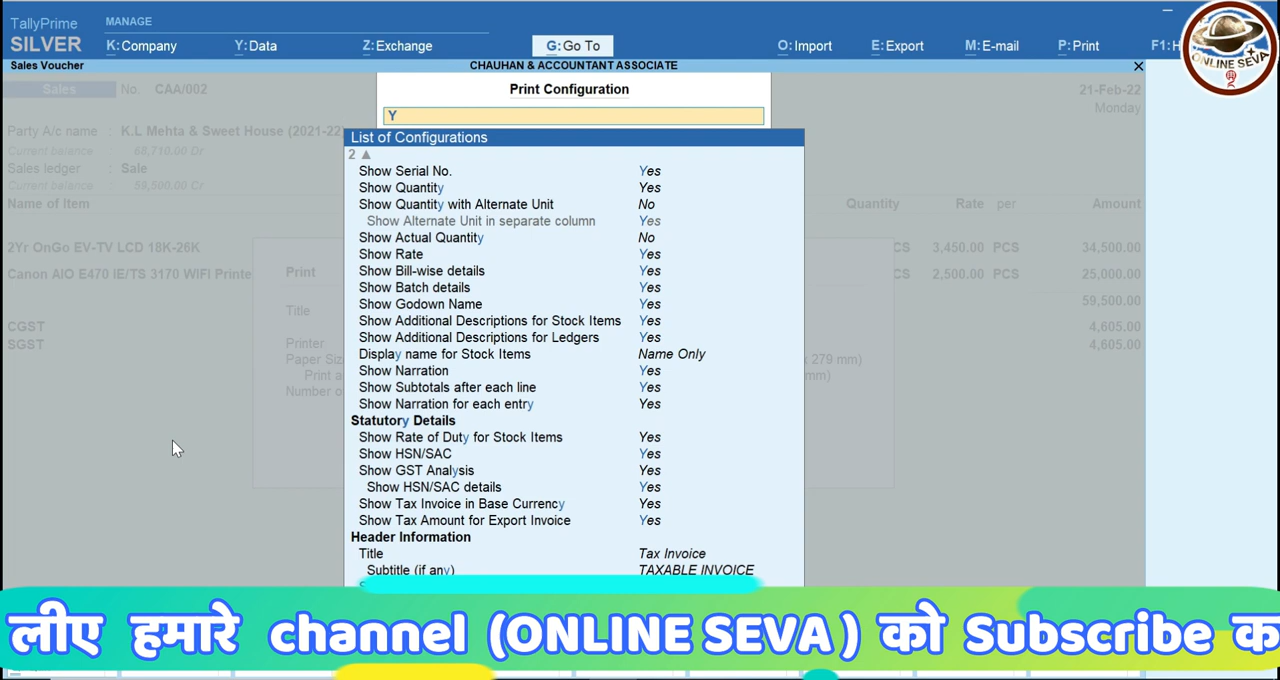 TallyPrime
MANAGE
SILVER
K:Company Y:Data Z:Exchange G:Go To O:Import E:Export M:E-mail P:Print F1:H
Sales Voucher CHAUHAN & ACCOUNTANT ASSOCIATE
ONLINE SEVA
Sales No. CAA/002 Print Configuration 21-Feb-22
Monday
Y
Party A/c name : K.L Mehta & Sweet House (2021-22) List of Configurations
Current balance : 68,710.00 Dr 2
Sales ledger : Sale
Current balance : 59,500.00 Cr
Name of Item Quantity Rate per Amount
2Yr OnGo EV-TV LCD 18K-26K CS 3,450.00 PCS 34,500.00
Canon AIO E470 IE/TS 3170 WIFI Printe CS 2,500.00 PCS 25,000.00
59,500.00
CGST 4,605.00
SGST 4,605.00
Print
Title
Printer
Paper Siz x 279 mm)
Print a mm)
Number o
Show Serial No. Yes
Show Quantity Yes
Show Quantity with Alternate Unit No
Show Alternate Unit in separate column Yes
Show Actual Quantity No
Show Rate Yes
Show Bill-wise details Yes
Show Batch details Yes
Show Godown Name Yes
Show Additional Descriptions for Stock Items Yes
Show Additional Descriptions for Ledgers Yes
Display name for Stock Items Name Only
Show Narration Yes
Show Subtotals after each line Yes
Show Narration for each entry Yes
Statutory Details
Show Rate of Duty for Stock Items Yes
Show HSN/SAC Yes
Show GST Analysis Yes
Show HSN/SAC details Yes
Show Tax Invoice in Base Currency Yes
Show Tax Amount for Export Invoice Yes
Header Information
Title Tax Invoice
Subtitle (if any) TAXABLE INVOICE
लीए हमारे channel (ONLINE SEVA) को Subscribe क